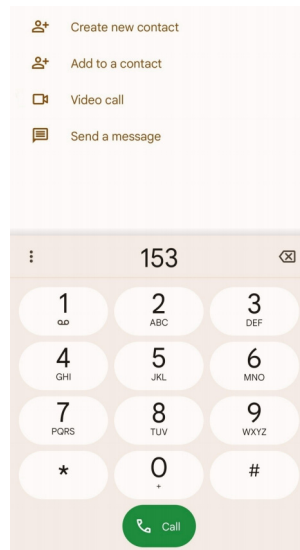 Create new contact
Add to a contact
Video call
Send a message
153
1 2 3
ABC DEF
4 5 6
GHI JKL MNO
7 8 9
PQRS TUV WXYZ
* 0 #
+
Call